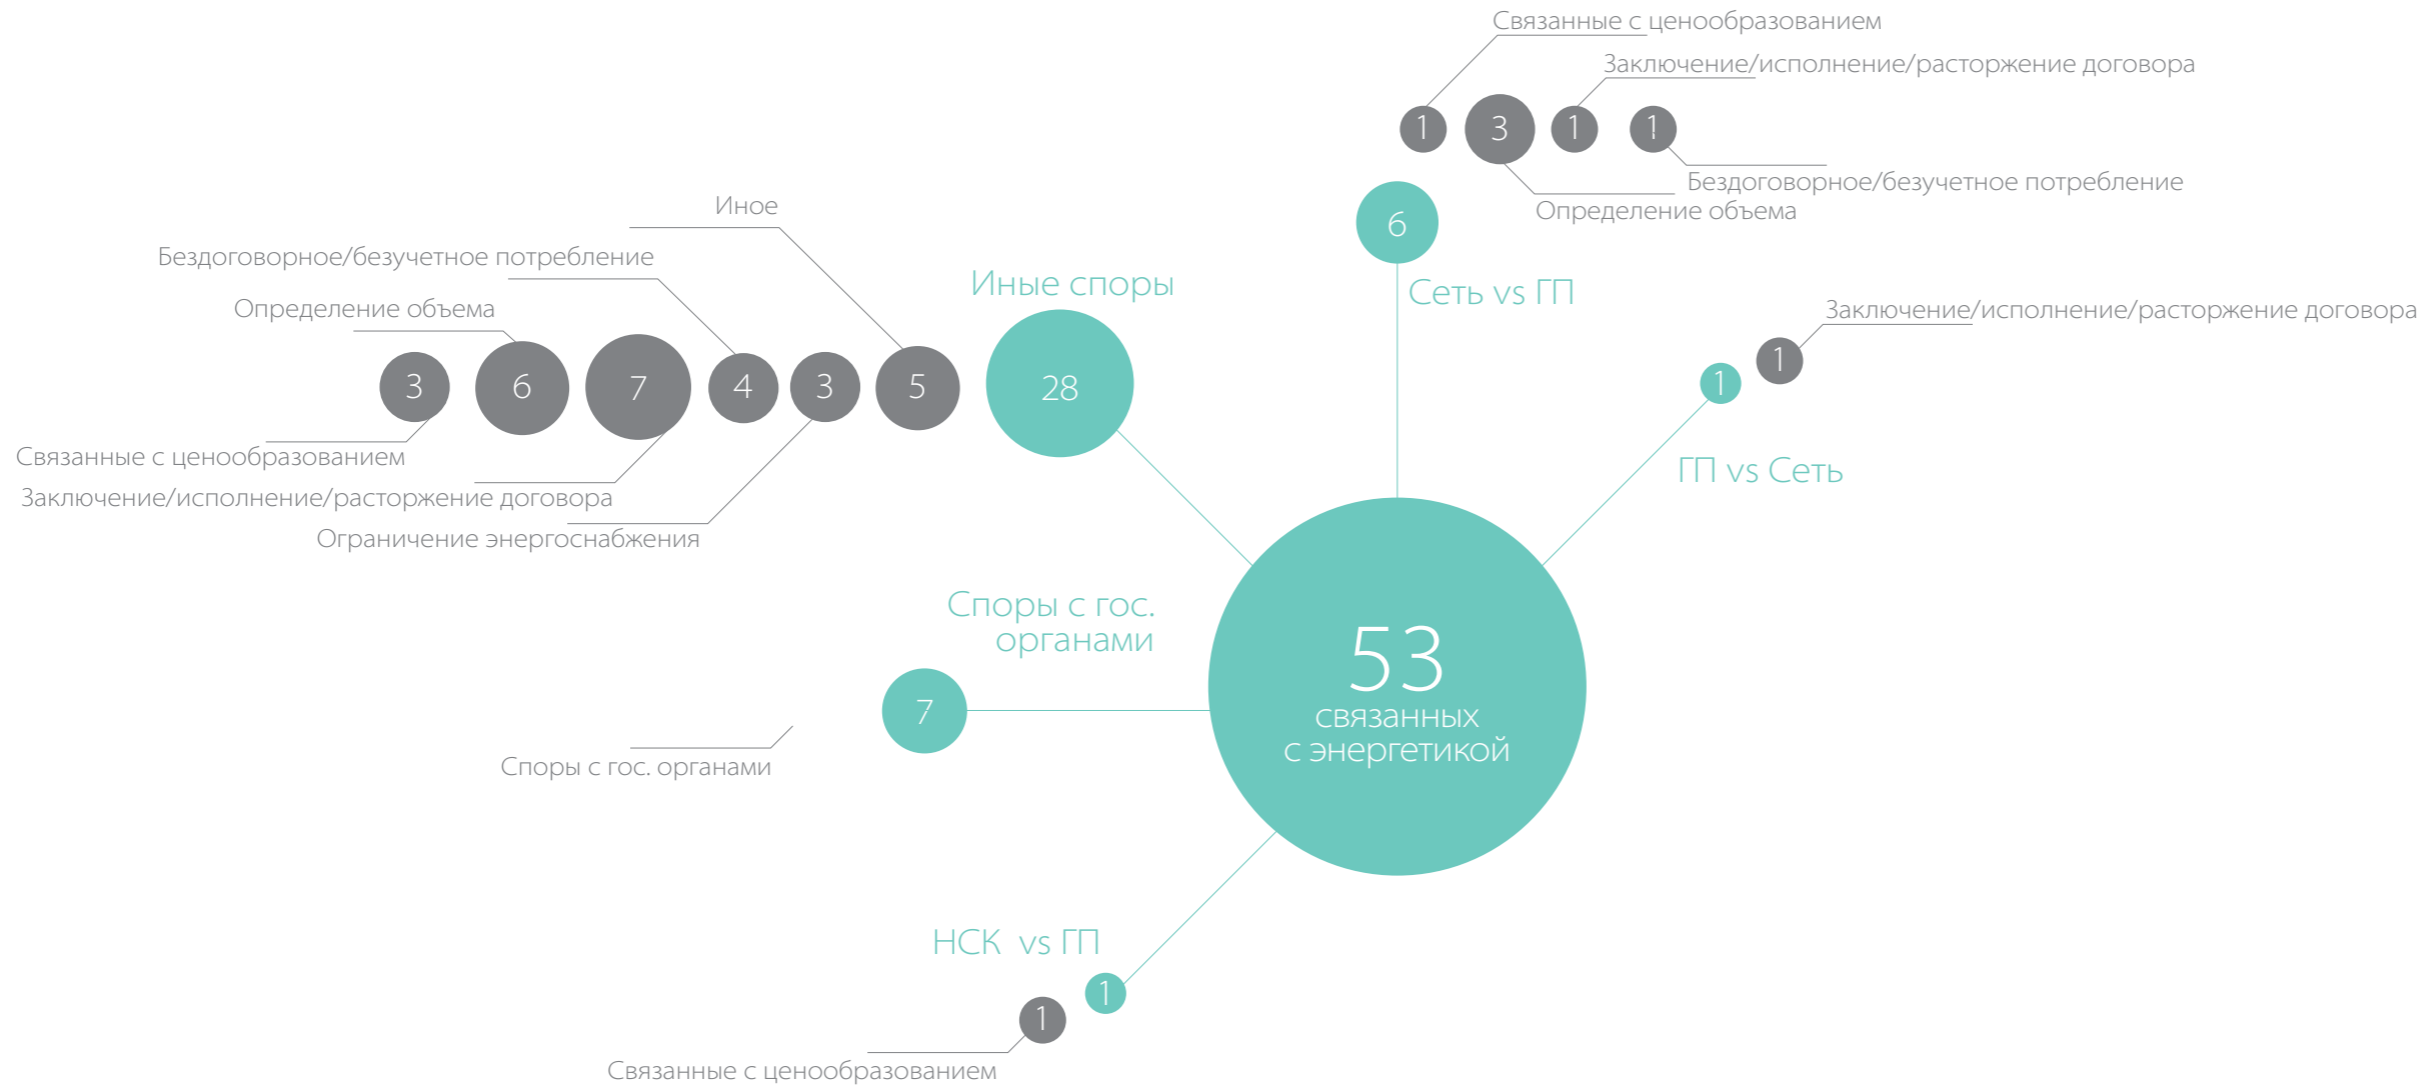 Связанные с ценообразованием
Заключение/исполнение/расторжение договора
1
3
1
1
Бездоговорное/безучетное потребление
Определение объема
6
Сеть vs ГП
Иное
Бездоговорное/безучетное потребление
Определение объема
Иные споры
3
6
7
4
3
5
28
Связанные с ценообразованием
Заключение/исполнение/расторжение договора
Ограничение энергоснабжения
Заключение/исполнение/расторжение договора
1
1
ГП vs Сеть
Споры с гос.
органами
7
Споры с гос. органами
53
связанных
с энергетикой
НСК vs ГП
1
1
Связанные с ценообразованием